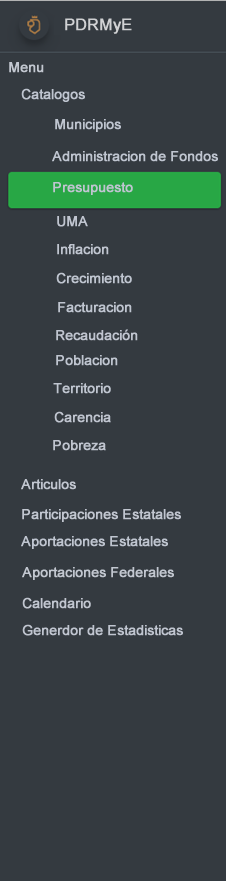 PDRMyE
Menu
Catalogos
Municipios
Administracion de Fondos
Presupuesto
UMA
Inflacion
Crecimiento
Facturacion
Recaudación
Poblacion
Territorio
Carencia
Pobreza
Articulos
Participaciones Estatales
Aportaciones Estatales
Aportaciones Federales
Calendario
Generdor de Estadisticas